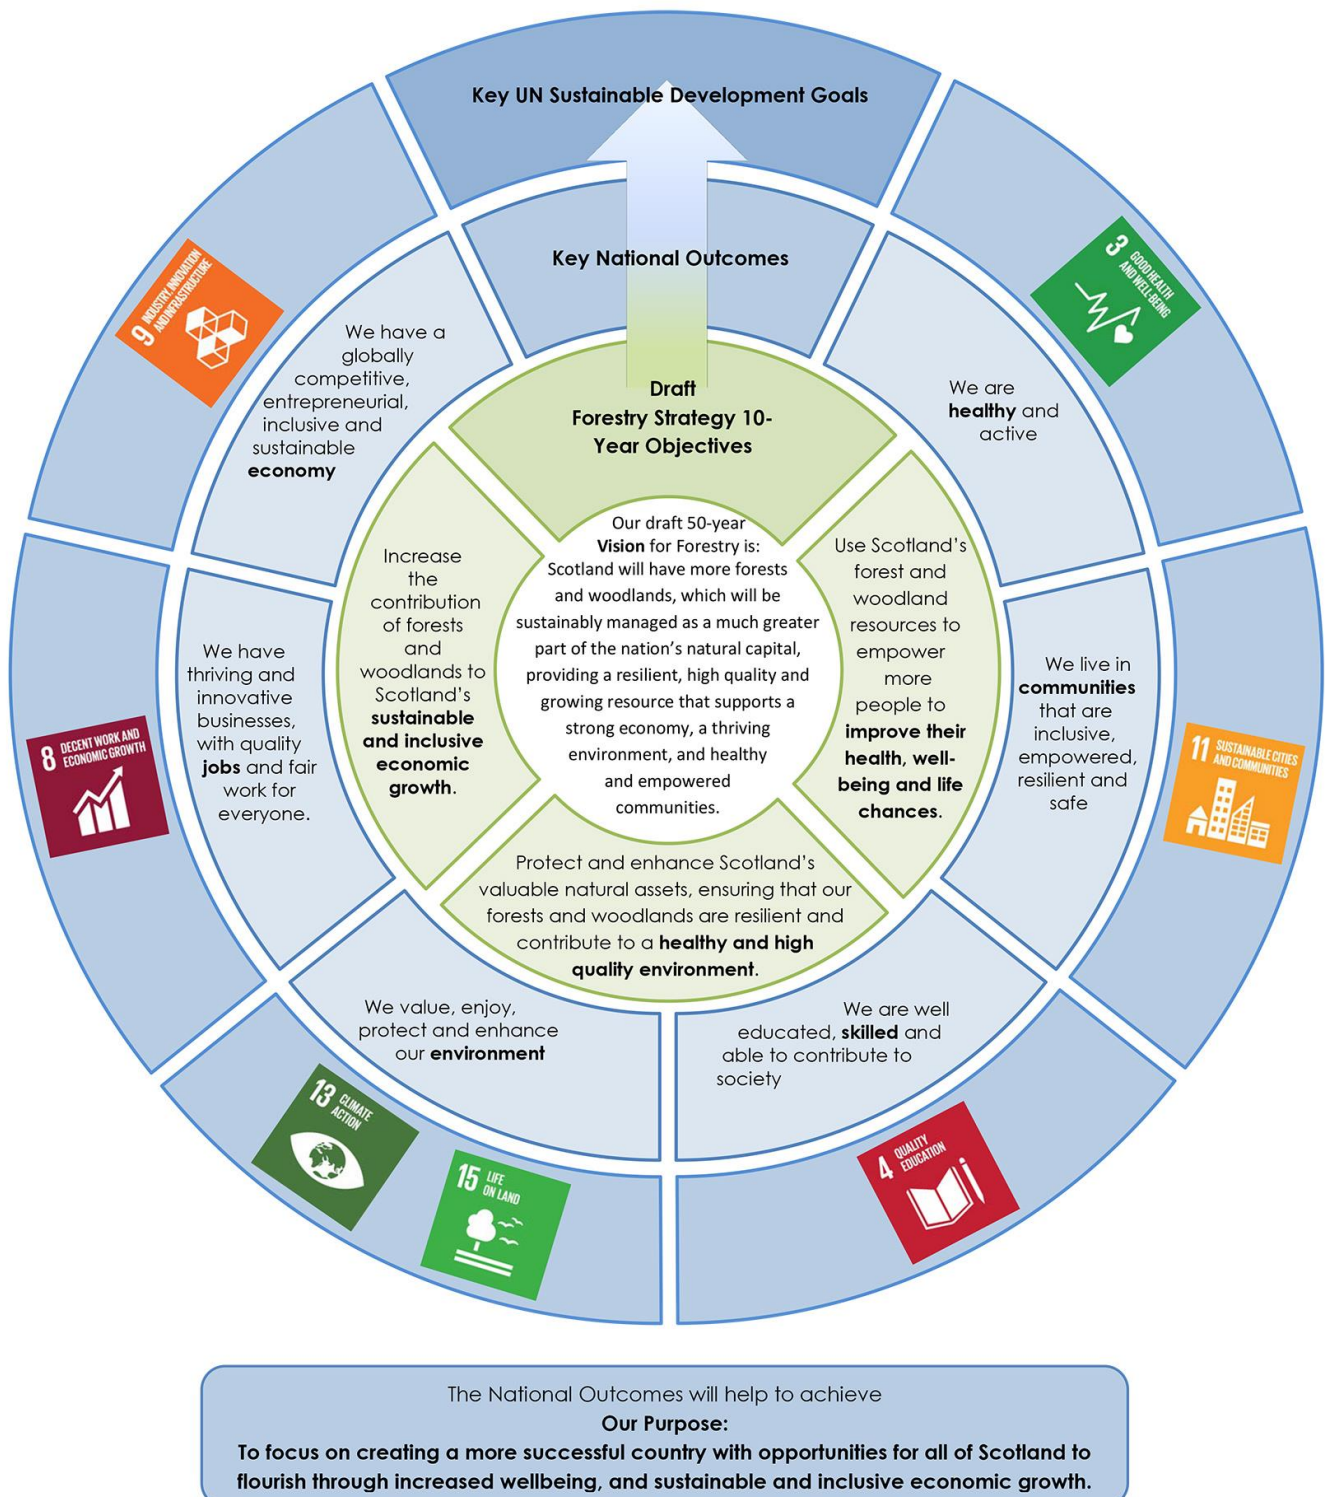 Key UN Sustainable Development Goals
Key National Outcomes
Draft
Forestry Strategy 10-
Year Objectives
3 GOOD HEALTH
AND WELL-BEING
We are
healthy and
active
11 SUSTAINABLE CITIES
AND COMMUNITIES
We live in
communities
that are
inclusive,
empowered,
resilient and
safe
4 QUALITY
EDUCATION
We are well
educated, skilled and
able to contribute to
society
13 CLIMATE
ACTION
15 LIFE
ON LAND
We value, enjoy,
protect and enhance
our environment
8 DECENT WORK AND
ECONOMIC GROWTH
We have
thriving and
innovative
businesses,
with quality
jobs and fair
work for
everyone.
9 INDUSTRY, INNOVATION
AND INFRASTRUCTURE
We have a
globally
competitive,
entrepreneurial,
inclusive and
sustainable
economy
Increase
the
contribution
of forests
and
woodlands to
Scotland's
sustainable
and inclusive
economic
growth.
Our draft 50-year
Vision for Forestry is:
Scotland will have more forests
and woodlands, which will be
sustainably managed as a much greater
part of the nation's natural capital,
providing a resilient, high quality and
growing resource that supports a
strong economy, a thriving
environment, and healthy
and empowered
communities.
Use Scotland's
forest and
woodland
resources to
empower
more
people to
improve their
health, well-
being and life
chances.
Protect and enhance Scotland's
valuable natural assets, ensuring that our
forests and woodlands are resilient and
contribute to a healthy and high
quality environment.
The National Outcomes will help to achieve
Our Purpose:
To focus on creating a more successful country with opportunities for all of Scotland to
flourish through increased wellbeing, and sustainable and inclusive economic growth.